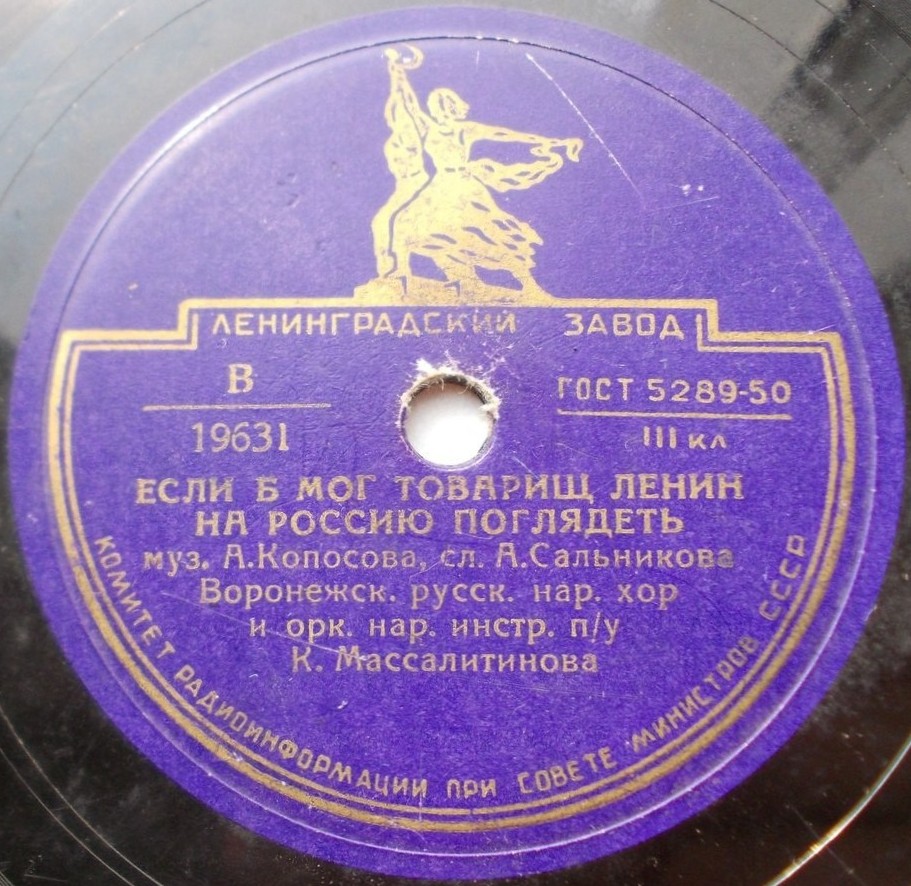 ЛЕНИНГРАДСКИЙ ЗАВОД
В
19631
ГОСТ 5289-50
III КЛ
ЕСЛИ Б МОГ ТОВАРИЩ ЛЕНИН
НА РОССИЮ ПОГЛЯДЕТЬ
муз. А.Копосова, сл. А.Сальникова
Воронежск. русск. нар. хор
и орк. нар. инстр. п/у
К. Массалитинова
КОМИТЕТ РАДИОИНФОРМАЦИИ ПРИ СОВЕТЕ МИНИСТРОВ СССР